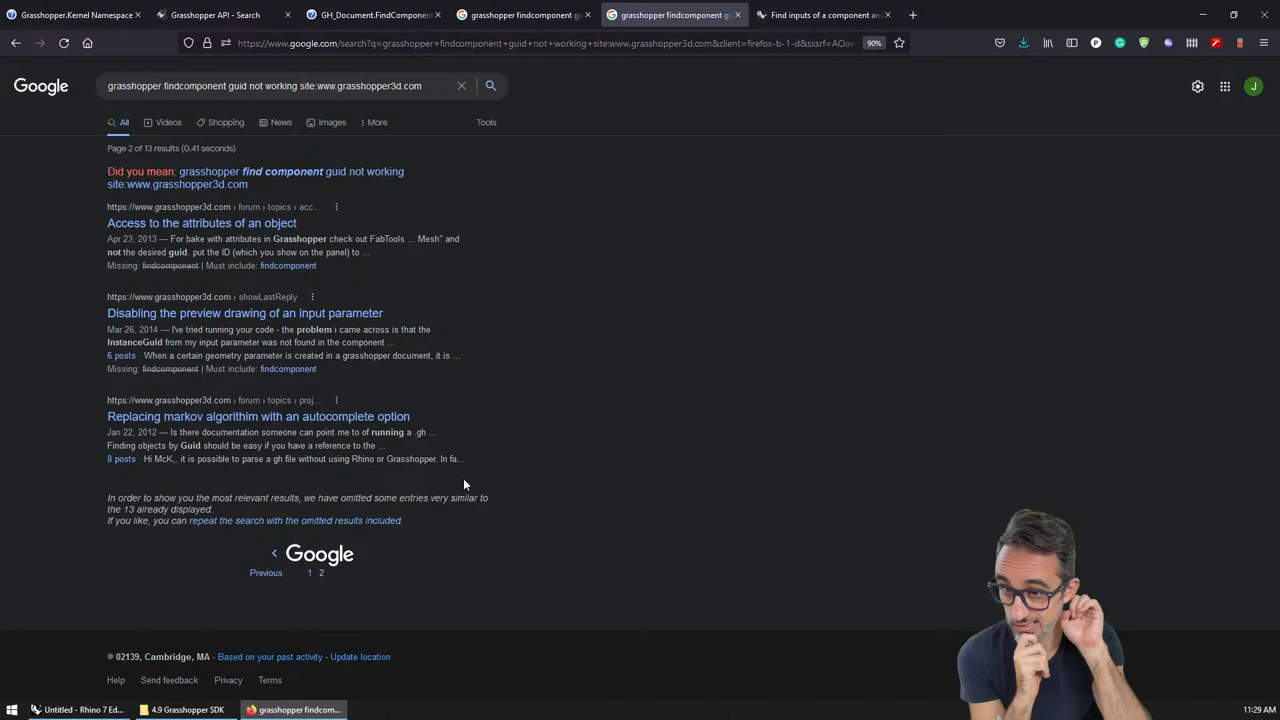 Grasshopper.Kernel Namespace
Grasshopper API - Search
GH_Document.FindComponent
grasshopper findcomponent gu
grasshopper findcomponent gu
Find inputs of a component and
https://www.google.com/search?q=grasshopper+findcomponent+guid+not+working+site:www.grasshopper3d.com&client=firefox-b-1-d&sxsrf=AOae
90%
Google
grasshopper findcomponent guid not working site:www.grasshopper3d.com
J
All
Videos
Shopping
News
Images
More
Tools
Page 2 of 13 results (0.41 seconds)
Did you mean: grasshopper find component guid not working
site:www.grasshopper3d.com
https://www.grasshopper3d.com › forum › topics › acc...
Access to the attributes of an object
Apr 23, 2013 — For bake with attributes in Grasshopper check out FabTools ... Mesh" and
not the desired guid. put the ID (which you show on the panel) to ...
Missing: findcomponent | Must include: findcomponent
https://www.grasshopper3d.com › showLastReply
Disabling the preview drawing of an input parameter
Mar 26, 2014 — I've tried running your code - the problem i came across is that the
InstanceGuid from my input parameter was not found in the component ...
6 posts · When a certain geometry parameter is created in a grasshopper document, it is ...
Missing: findcomponent | Must include: findcomponent
https://www.grasshopper3d.com › forum › topics › proj...
Replacing markov algorithim with an autocomplete option
Jan 22, 2012 — Is there documentation someone can point me to of running a .gh ...
Finding objects by Guid should be easy if you have a reference to the ...
8 posts · Hi McK,. it is possible to parse a gh file without using Rhino or Grasshopper. In fa...
In order to show you the most relevant results, we have omitted some entries very similar to
the 13 already displayed.
If you like, you can repeat the search with the omitted results included.
Google
Previous
1 2
02139, Cambridge, MA - Based on your past activity - Update location
Help
Send feedback
Privacy
Terms
Untitled - Rhino 7 Ed...
4.9 Grasshopper SDK
grasshopper findcom...
11:29 AM